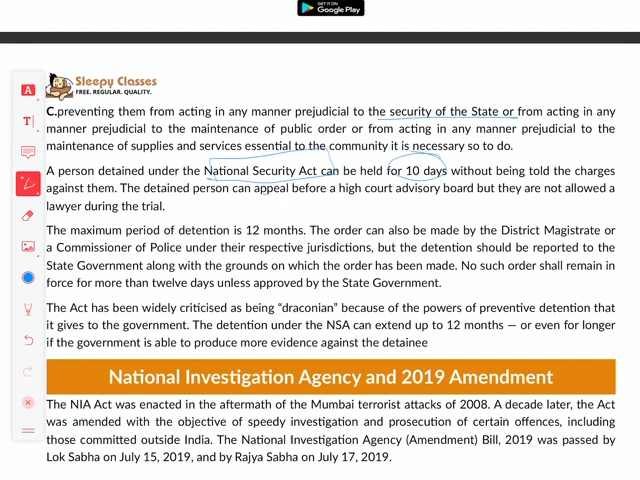 GET IT ON
Google Play
Sleepy Classes
FREE. REGULAR. QUALITY.
C.preventing them from acting in any manner prejudicial to the security of the State or from acting in any
manner prejudicial to the maintenance of public order or from acting in any manner prejudicial to the
maintenance of supplies and services essential to the community it is necessary so to do.
A person detained under the National Security Act can be held for 10 days without being told the charges
against them. The detained person can appeal before a high court advisory board but they are not allowed a
lawyer during the trial.
The maximum period of detention is 12 months. The order can also be made by the District Magistrate or
a Commissioner of Police under their respective jurisdictions, but the detention should be reported to the
State Government along with the grounds on which the order has been made. No such order shall remain in
force for more than twelve days unless approved by the State Government.
The Act has been widely criticised as being “draconian” because of the powers of preventive detention that
it gives to the government. The detention under the NSA can extend up to 12 months — or even for longer
if the government is able to produce more evidence against the detainee
National Investigation Agency and 2019 Amendment
The NIA Act was enacted in the aftermath of the Mumbai terrorist attacks of 2008. A decade later, the Act
was amended with the objective of speedy investigation and prosecution of certain offences, including
those committed outside India. The National Investigation Agency (Amendment) Bill, 2019 was passed by
Lok Sabha on July 15, 2019, and by Rajya Sabha on July 17, 2019.
A
T